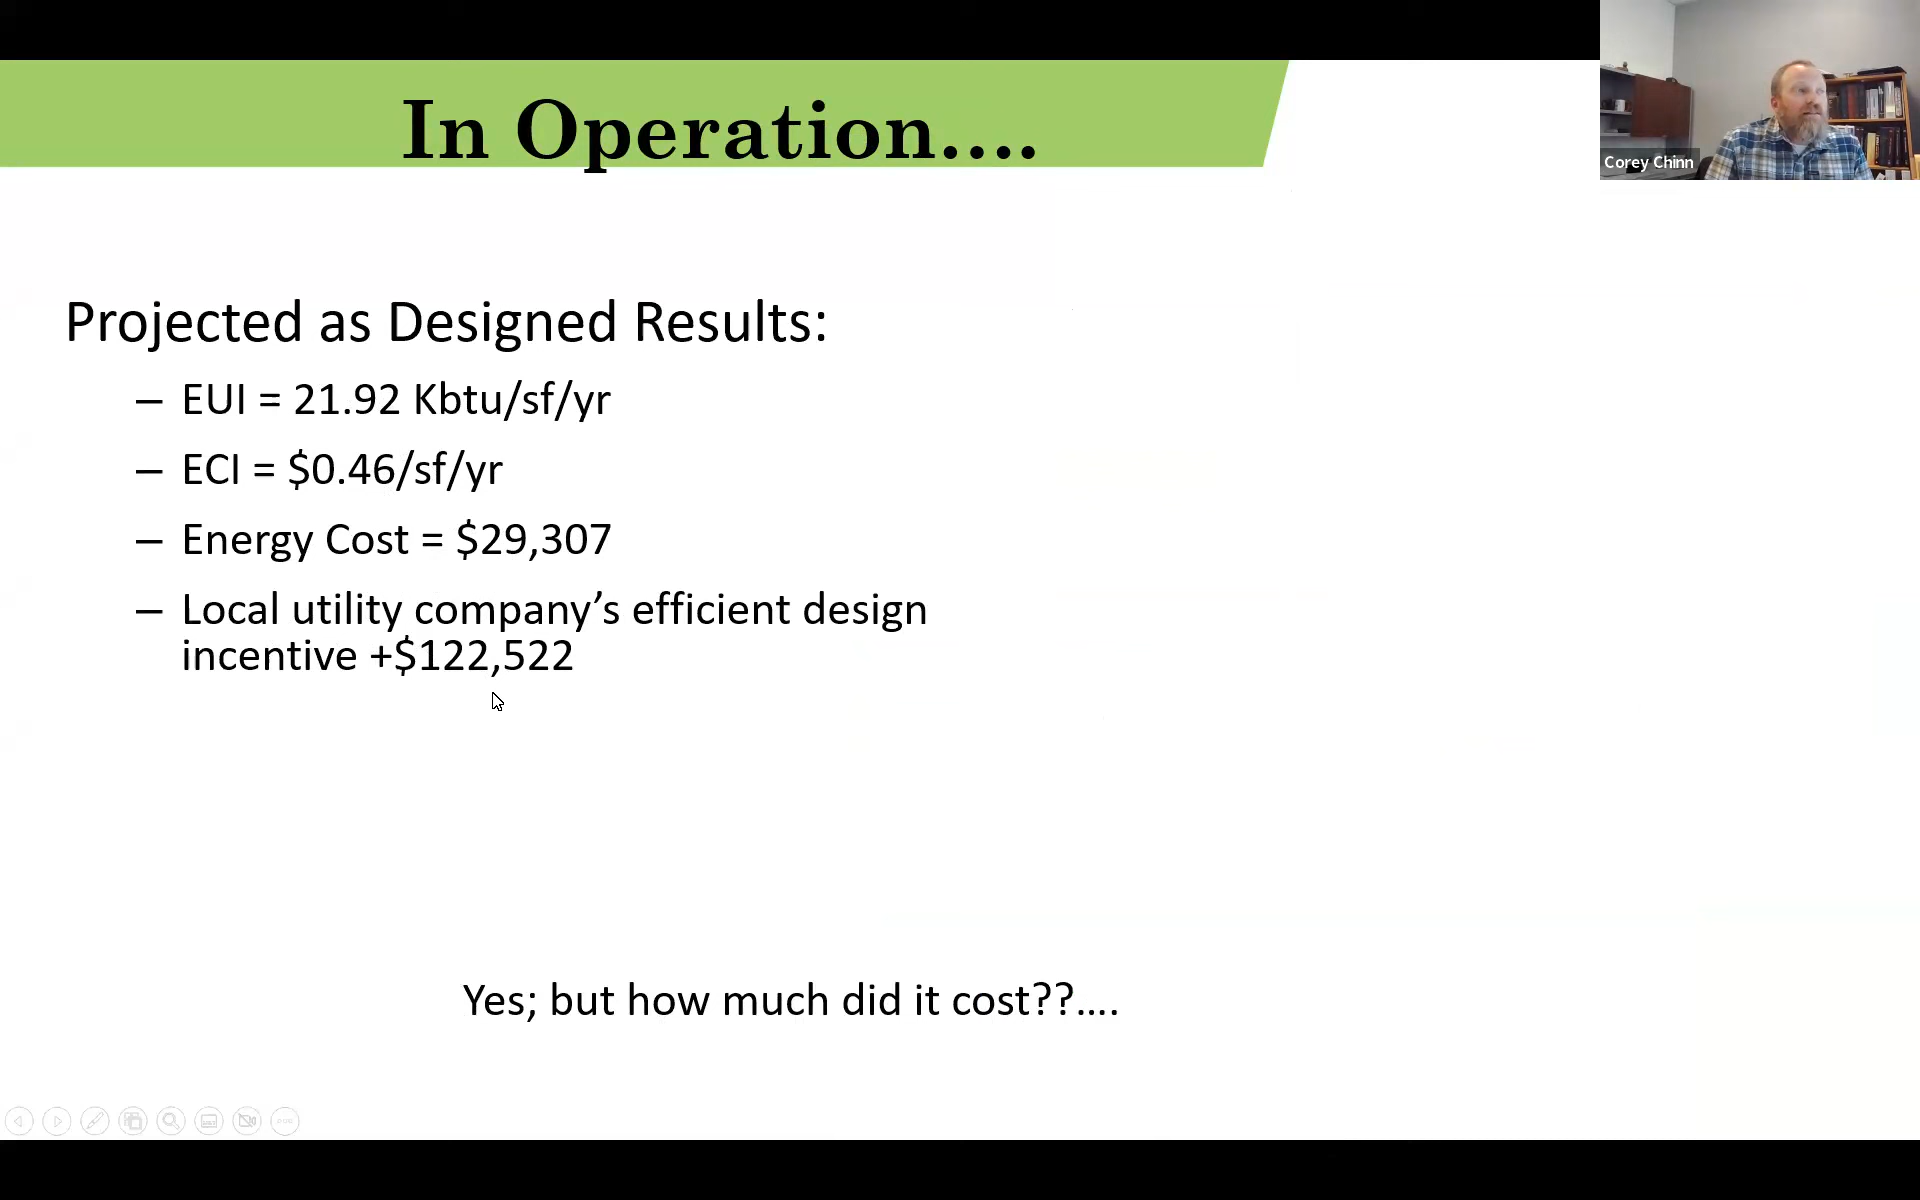 In Operation....
Corey Chinn
Projected as Designed Results:
– EUI = 21.92 Kbtu/sf/yr
– ECI = $0.46/sf/yr
– Energy Cost = $29,307
– Local utility company’s efficient design
incentive +$122,522
Yes; but how much did it cost??....